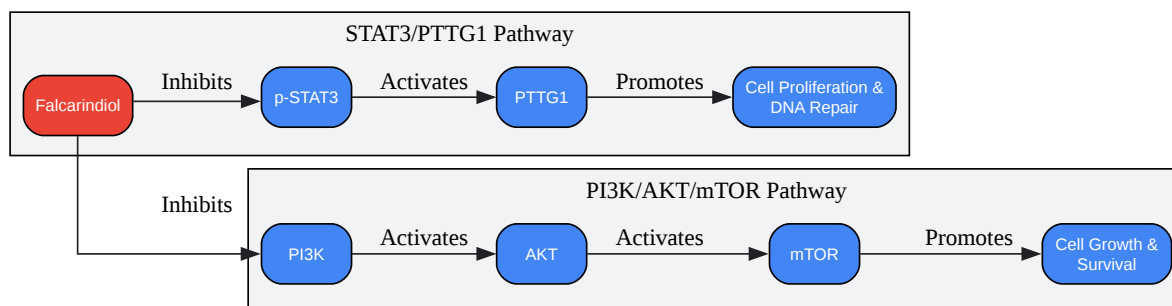 STAT3/PTTG1 Pathway
Inhibits
Activates
Promotes
Falcarindiol
p-STAT3
PTTG1
Cell Proliferation &
DNA Repair
PI3K/AKT/mTOR Pathway
Inhibits
Activates
Activates
Promotes
PI3K
AKT
mTOR
Cell Growth &
Survival